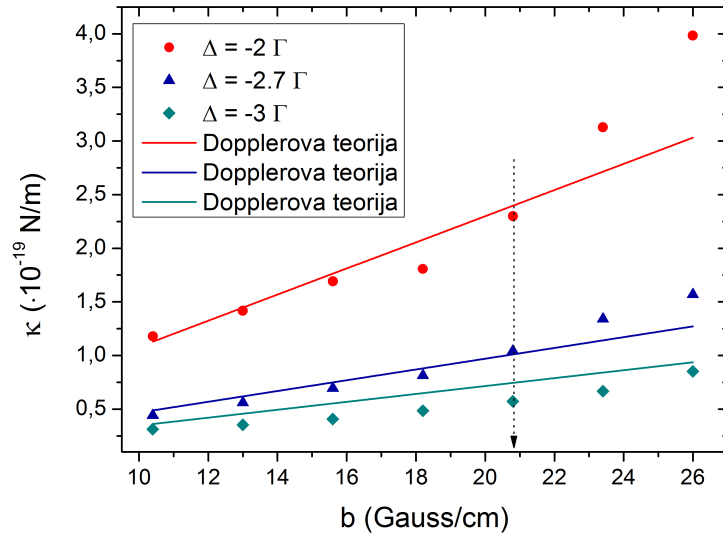 4,0
3,5
3,0
2,5
2,0
1,5
1,0
0,5
κ (·10⁻¹⁹ N/m)
Δ = -2 Γ
Δ = -2.7 Γ
Δ = -3 Γ
Dopplerova teorija
Dopplerova teorija
Dopplerova teorija
10 12 14 16 18 20 22 24 26
b (Gauss/cm)